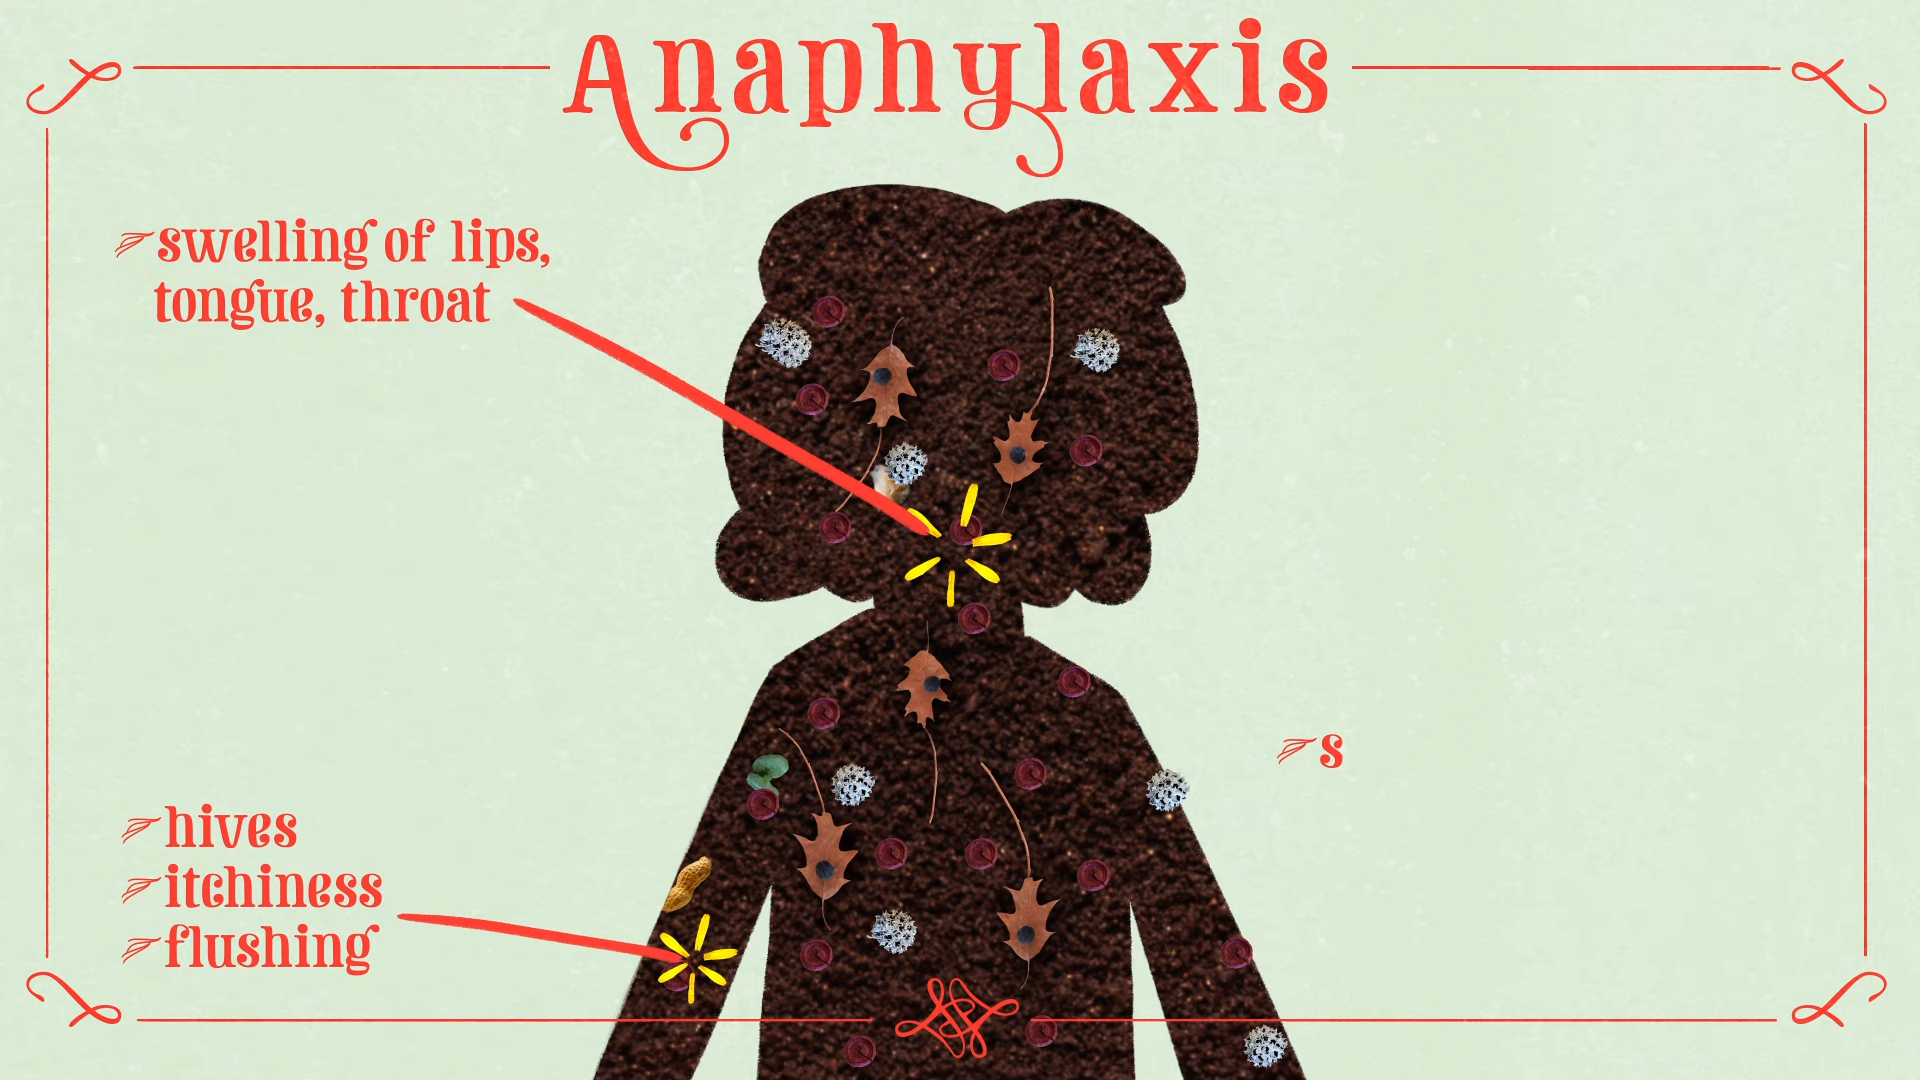 Anaphylaxis
swelling of lips,
tongue, throat
hives
itchiness
flushing
s